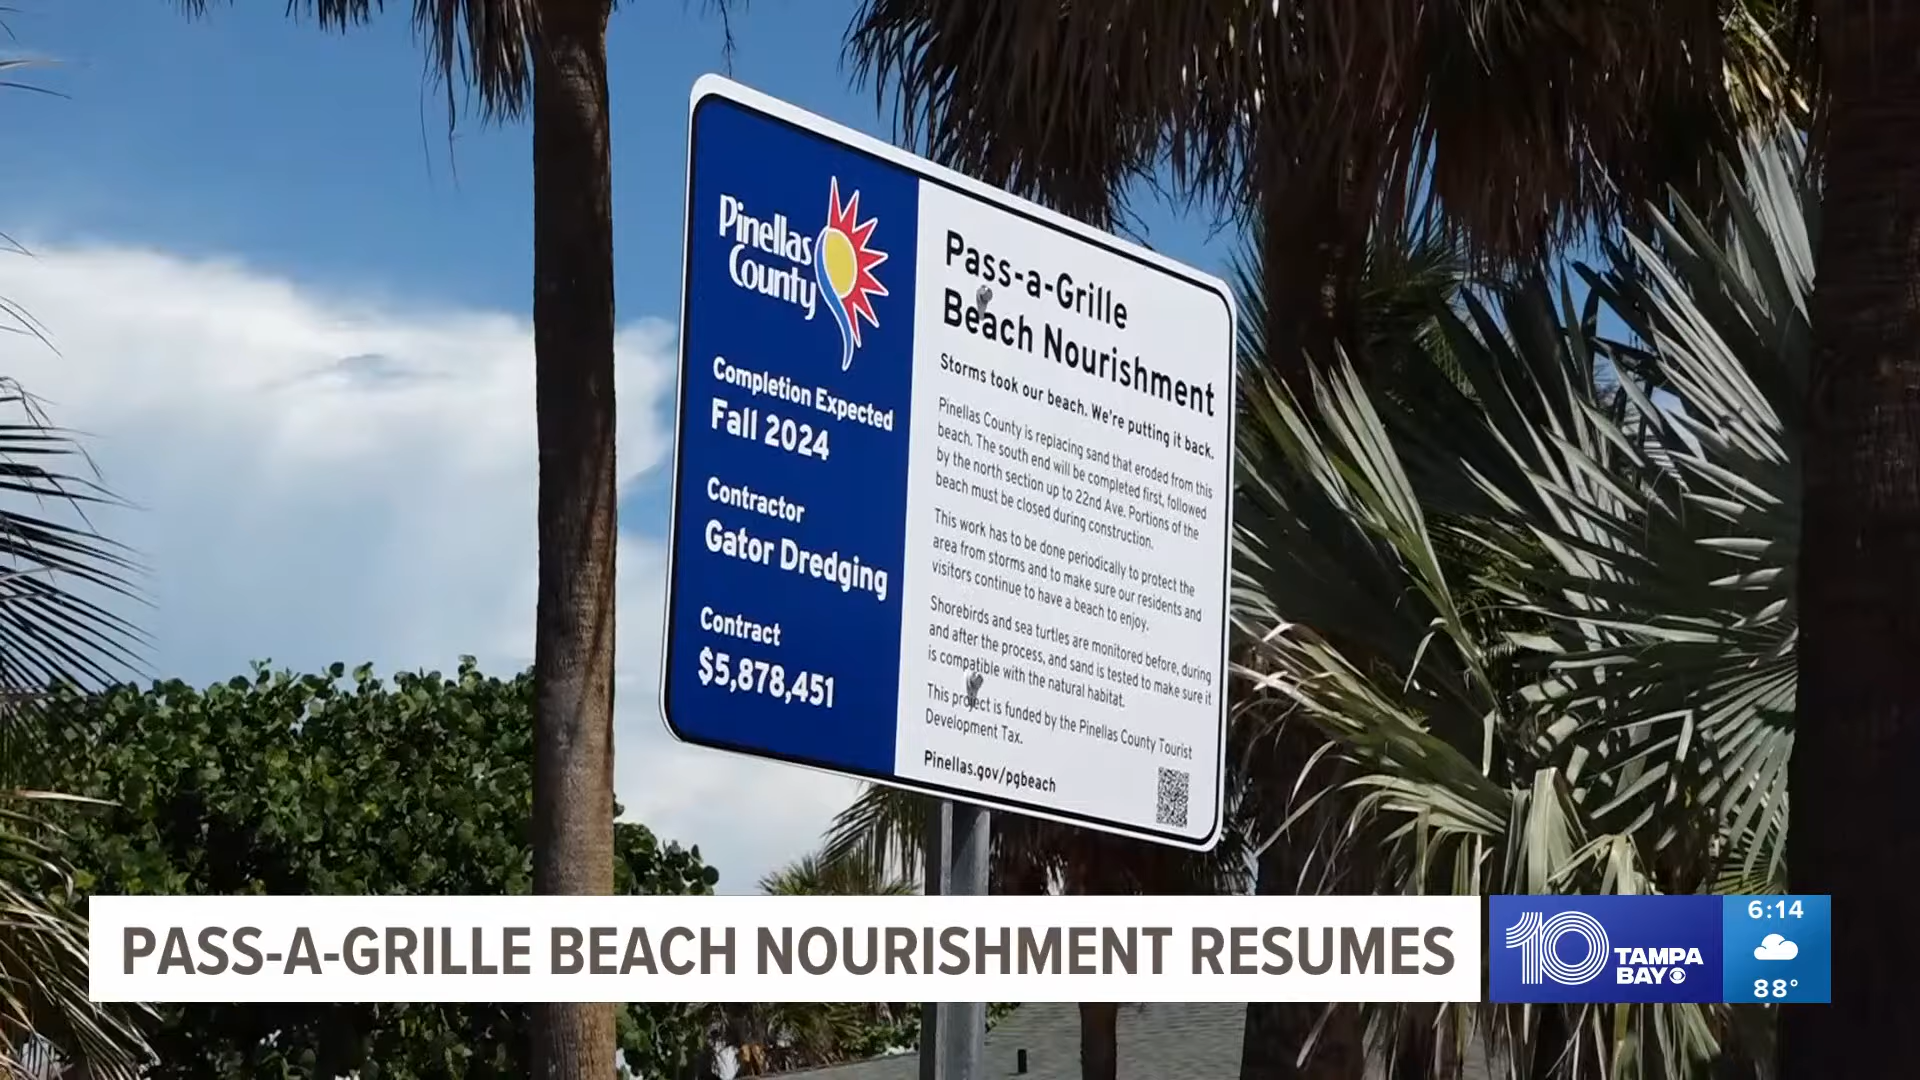 Pinellas
County
Completion Expected
Fall 2024
Contractor
Gator Dredging
Contract
$5,878,451
Pass-a-Grille
Beach Nourishment
Storms took our beach. We're putting it back.
Pinellas County is replacing sand that eroded from this
beach. The south end will be completed first, followed
by the north section up to 22nd Ave. Portions of the
beach must be closed during construction.
This work has to be done periodically to protect the
area from storms and to make sure our residents and
visitors continue to have a beach to enjoy.
Shorebirds and sea turtles are monitored before, during
and after the process, and sand is tested to make sure it
is compatible with the natural habitat.
This project is funded by the Pinellas County Tourist
Development Tax.
Pinellas.gov/pgbeach
PASS-A-GRILLE BEACH NOURISHMENT RESUMES
10 TAMPA
BAY
6:14
88°